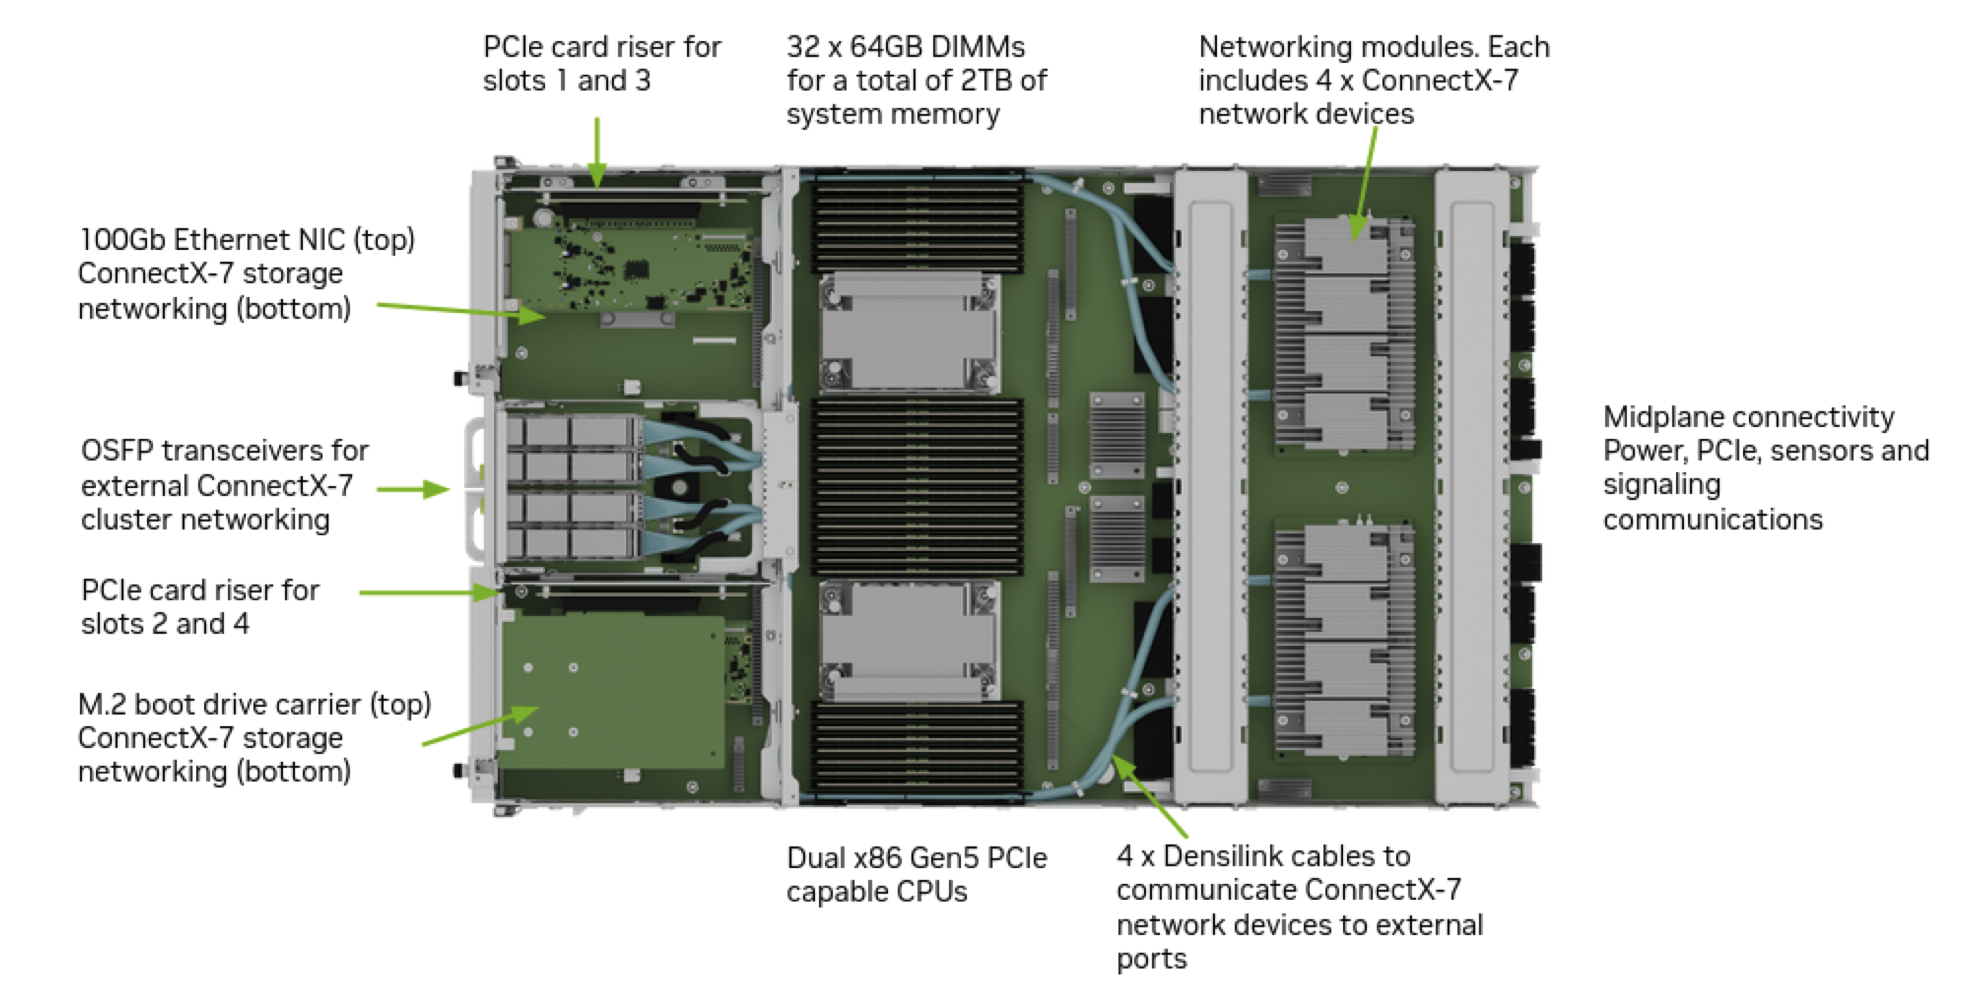 PCIe card riser for
slots 1 and 3
32 x 64GB DIMMs
for a total of 2TB of
system memory
Networking modules. Each
includes 4 x ConnectX-7
network devices
100Gb Ethernet NIC (top)
ConnectX-7 storage
networking (bottom)
OSFP transceivers for
external ConnectX-7
cluster networking
PCIe card riser for
slots 2 and 4
M.2 boot drive carrier (top)
ConnectX-7 storage
networking (bottom)
Midplane connectivity
Power, PCIe, sensors and
signaling
communications
Dual x86 Gen5 PCIe
capable CPUs
4 x Densilink cables to
communicate ConnectX-7
network devices to external
ports